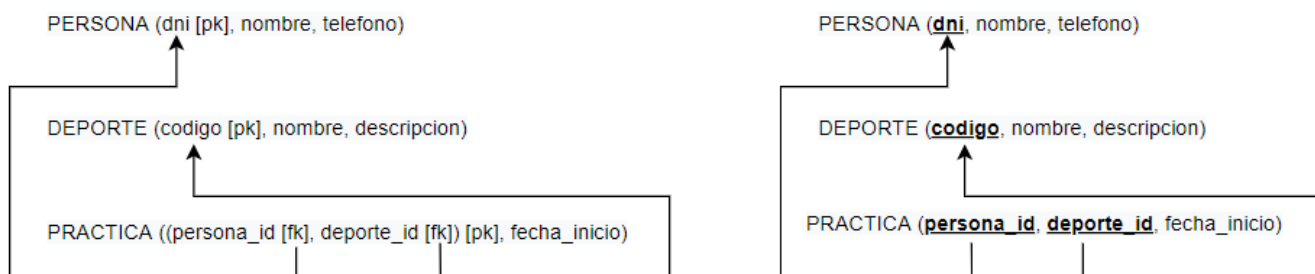 PERSONA (dni [pk], nombre, telefono)
DEPORTE (codigo [pk], nombre, descripcion)
PRACTICA ((persona_id [fk], deporte_id [fk]) [pk], fecha_inicio)
PERSONA (dni, nombre, telefono)
DEPORTE (codigo, nombre, descripcion)
PRACTICA (persona_id, deporte_id, fecha_inicio)